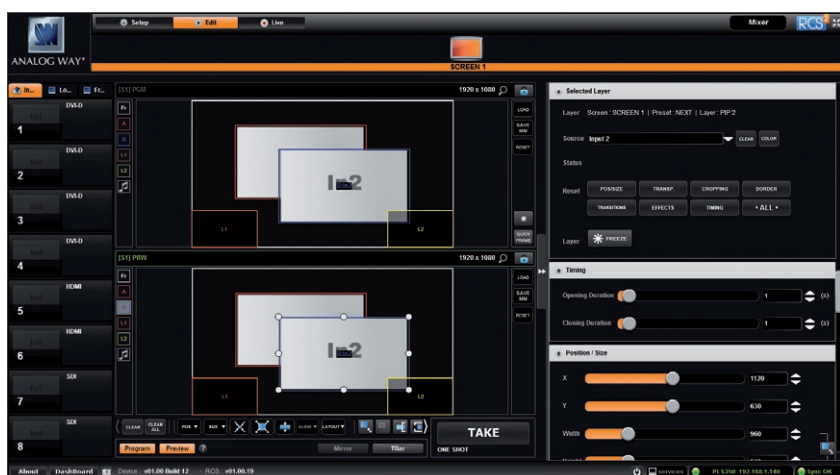 Setup Edit Live Mixer RCS²
ANALOG WAY®
SCREEN 1
In... Lo... Fr...
DVI-D
1
DVI-D
2
DVI-D
3
DVI-D
4
HDMI
5
HDMI
6
SDI
7
SDI
8
[S1] PGM 1920 x 1080
LOAD
SAVE MM
RESET
In2
L1 L2
QUICK FRAME
[S1] PRW 1920 x 1080
LOAD
SAVE MM
RESET
In2
L1 L2
CLEAR CLEAR ALL POS SIZE ALIGN LAYOUT
Program Preview ? Mirror TBar
TAKE
ONE SHOT
Selected Layer
Layer Screen : SCREEN 1 | Preset : NEXT | Layer : PIP 2
Source Input 2 CLEAR COLOR
Status
Reset POS/SIZE TRANSP. CROPPING BORDER
TRANSITIONS EFFECTS TIMING • ALL •
Layer FREEZE
Timing
Opening Duration 1 (s)
Closing Duration 1 (s)
Position / Size
X 1120
Y 630
Width 960
About DashBoard Device : v01.00 Build 12 - RCS : v01.00.19 services PLS350 192.168.1.140 Sync OK